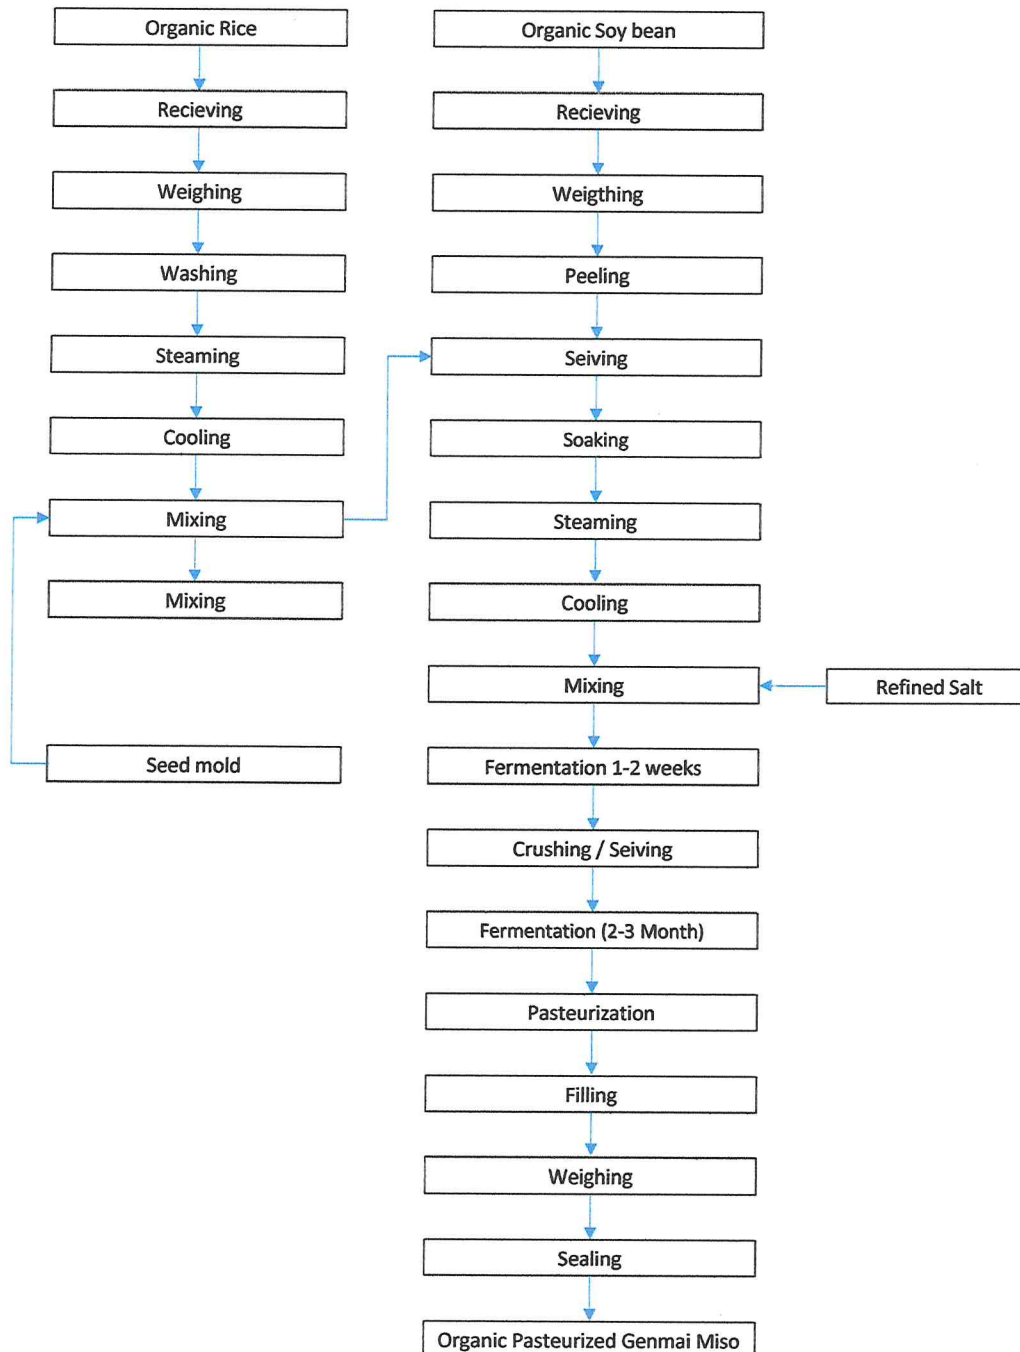 Organic Rice
Recieving
Weighing
Washing
Steaming
Cooling
Mixing
Mixing
Seed mold
Organic Soy bean
Recieving
Weigthing
Peeling
Seiving
Soaking
Steaming
Cooling
Mixing
Refined Salt
Fermentation 1-2 weeks
Crushing / Seiving
Fermentation (2-3 Month)
Pasteurization
Filling
Weighing
Sealing
Organic Pasteurized Genmai Miso